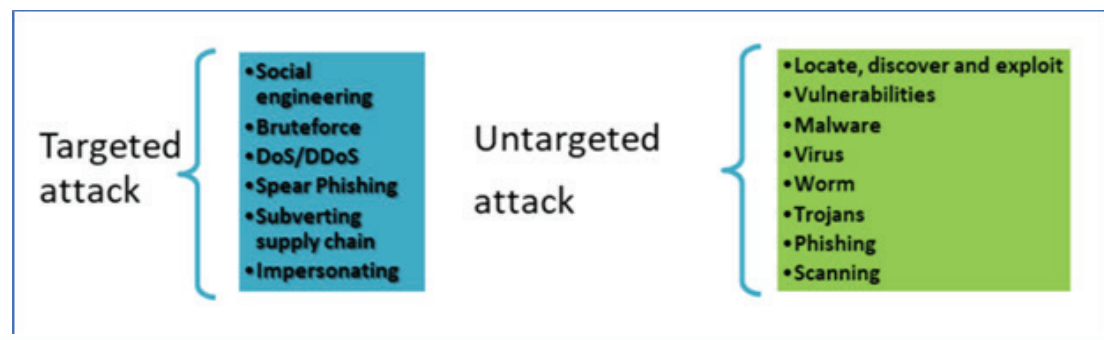 Targeted
attack
•Social
engineering
•Bruteforce
•DoS/DDoS
•Spear Phishing
•Subverting
supply chain
•Impersonating
Untargeted
attack
•Locate, discover and exploit
•Vulnerabilities
•Malware
•Virus
•Worm
•Trojans
•Phishing
•Scanning